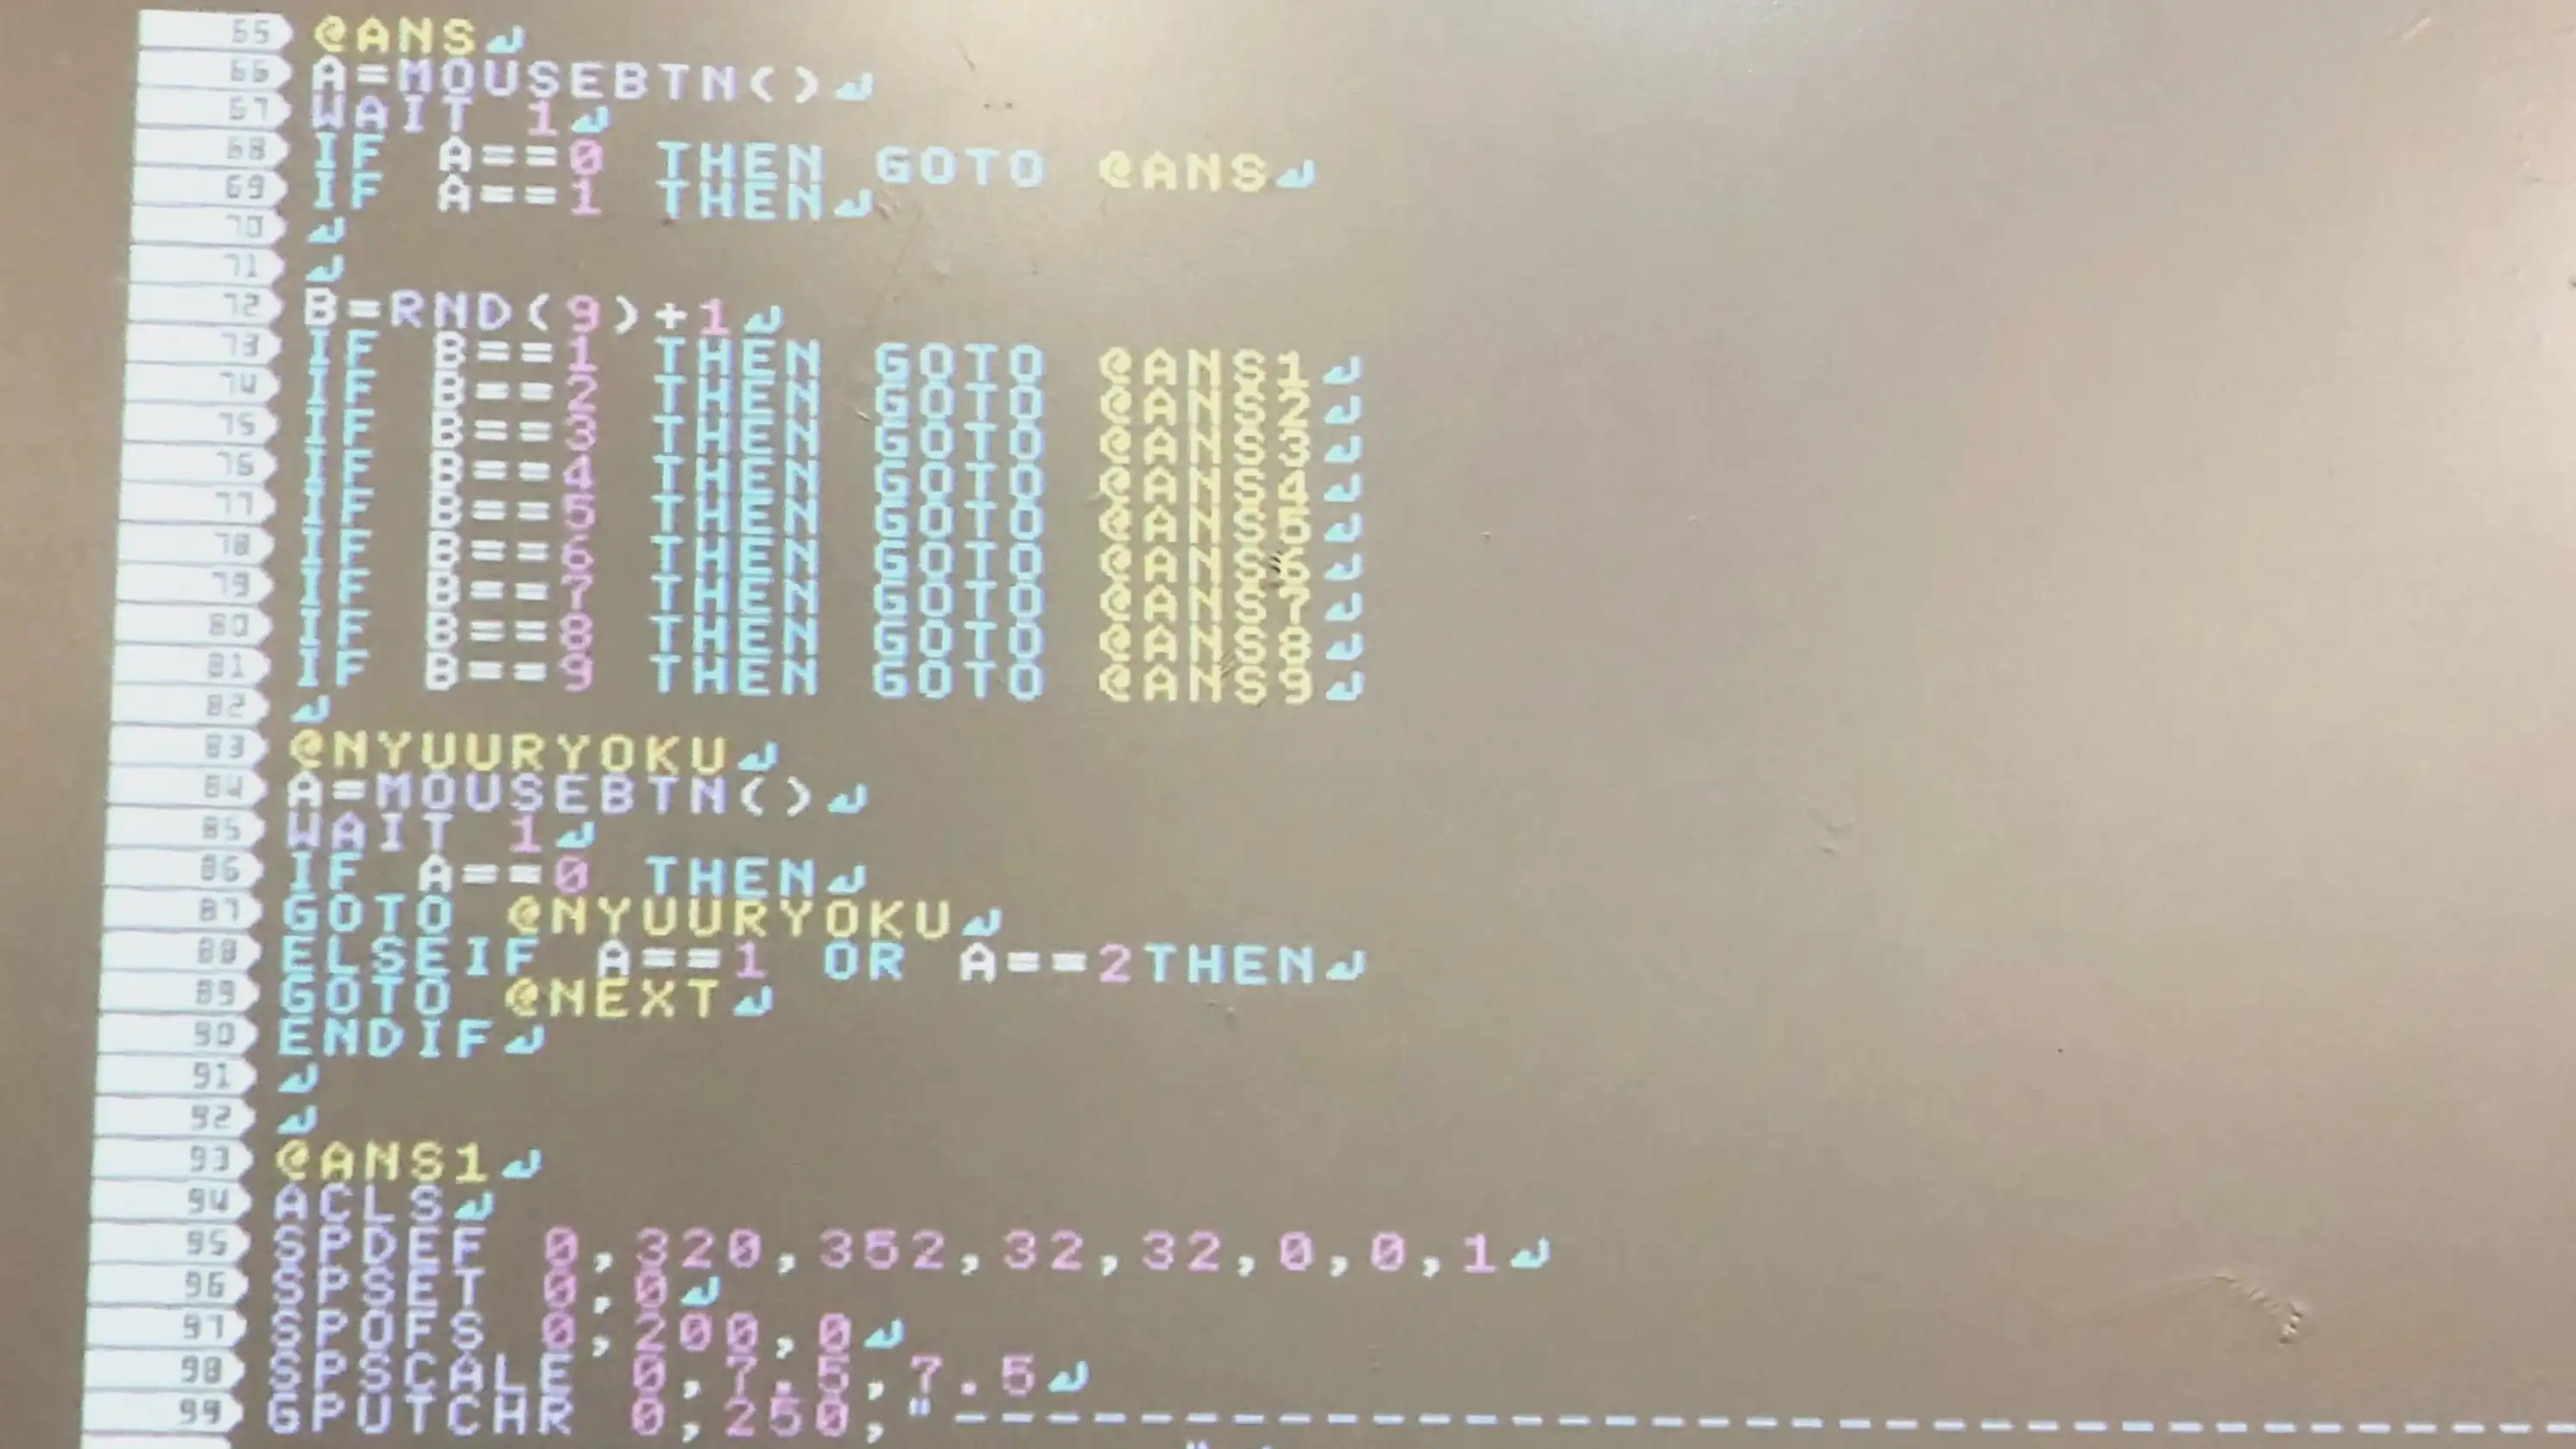 65 @ANS
66 A=MOUSEBTN()
67 WAIT 1
68 IF A==0 THEN GOTO @ANS
69 IF A==1 THEN
70
71
72 B=RND(9)+1
73 IF B==1 THEN GOTO @ANS1
74 IF B==2 THEN GOTO @ANS2
75 IF B==3 THEN GOTO @ANS3
76 IF B==4 THEN GOTO @ANS4
77 IF B==5 THEN GOTO @ANS5
78 IF B==6 THEN GOTO @ANS6
79 IF B==7 THEN GOTO @ANS7
80 IF B==8 THEN GOTO @ANS8
81 IF B==9 THEN GOTO @ANS9
82
83 @NYUURYOKU
84 A=MOUSEBTN()
85 WAIT 1
86 IF A==0 THEN
87 GOTO @NYUURYOKU
88 ELSEIF A==1 OR A==2THEN
89 GOTO @NEXT
90 ENDIF
91
92
93 @ANS1
94 ACLS
95 SPDEF 0,320,352,32,32,0,0,1
96 SPSET 0,0
97 SPOFS 0,200,0
98 SPSCALE 0,7.5,7.5
99 GPUTCHR 0,250,"-------------------------------------